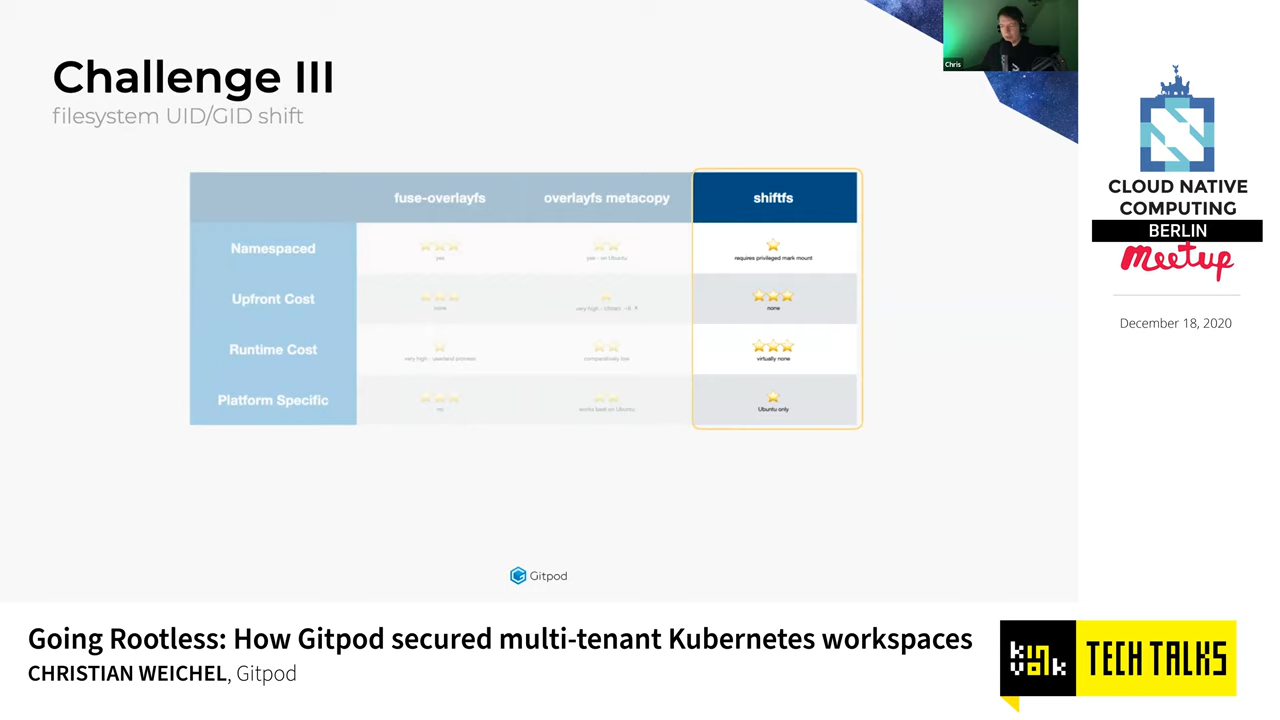 Challenge III
filesystem UID/GID shift
Chris
fuse-overlayfs overlayfs metacopy shiftfs
Namespaced
yes yes - on Ubuntu requires privileged mark mount
Upfront Cost
none very high - chown -R * none
Runtime Cost
very high - userland process comparatively low virtually none
Platform Specific
no works best on Ubuntu Ubuntu only
Gitpod
CLOUD NATIVE
COMPUTING
BERLIN
Meetup
December 18, 2020
Going Rootless: How Gitpod secured multi-tenant Kubernetes workspaces
CHRISTIAN WEICHEL, Gitpod
kinvolk TECH TALKS